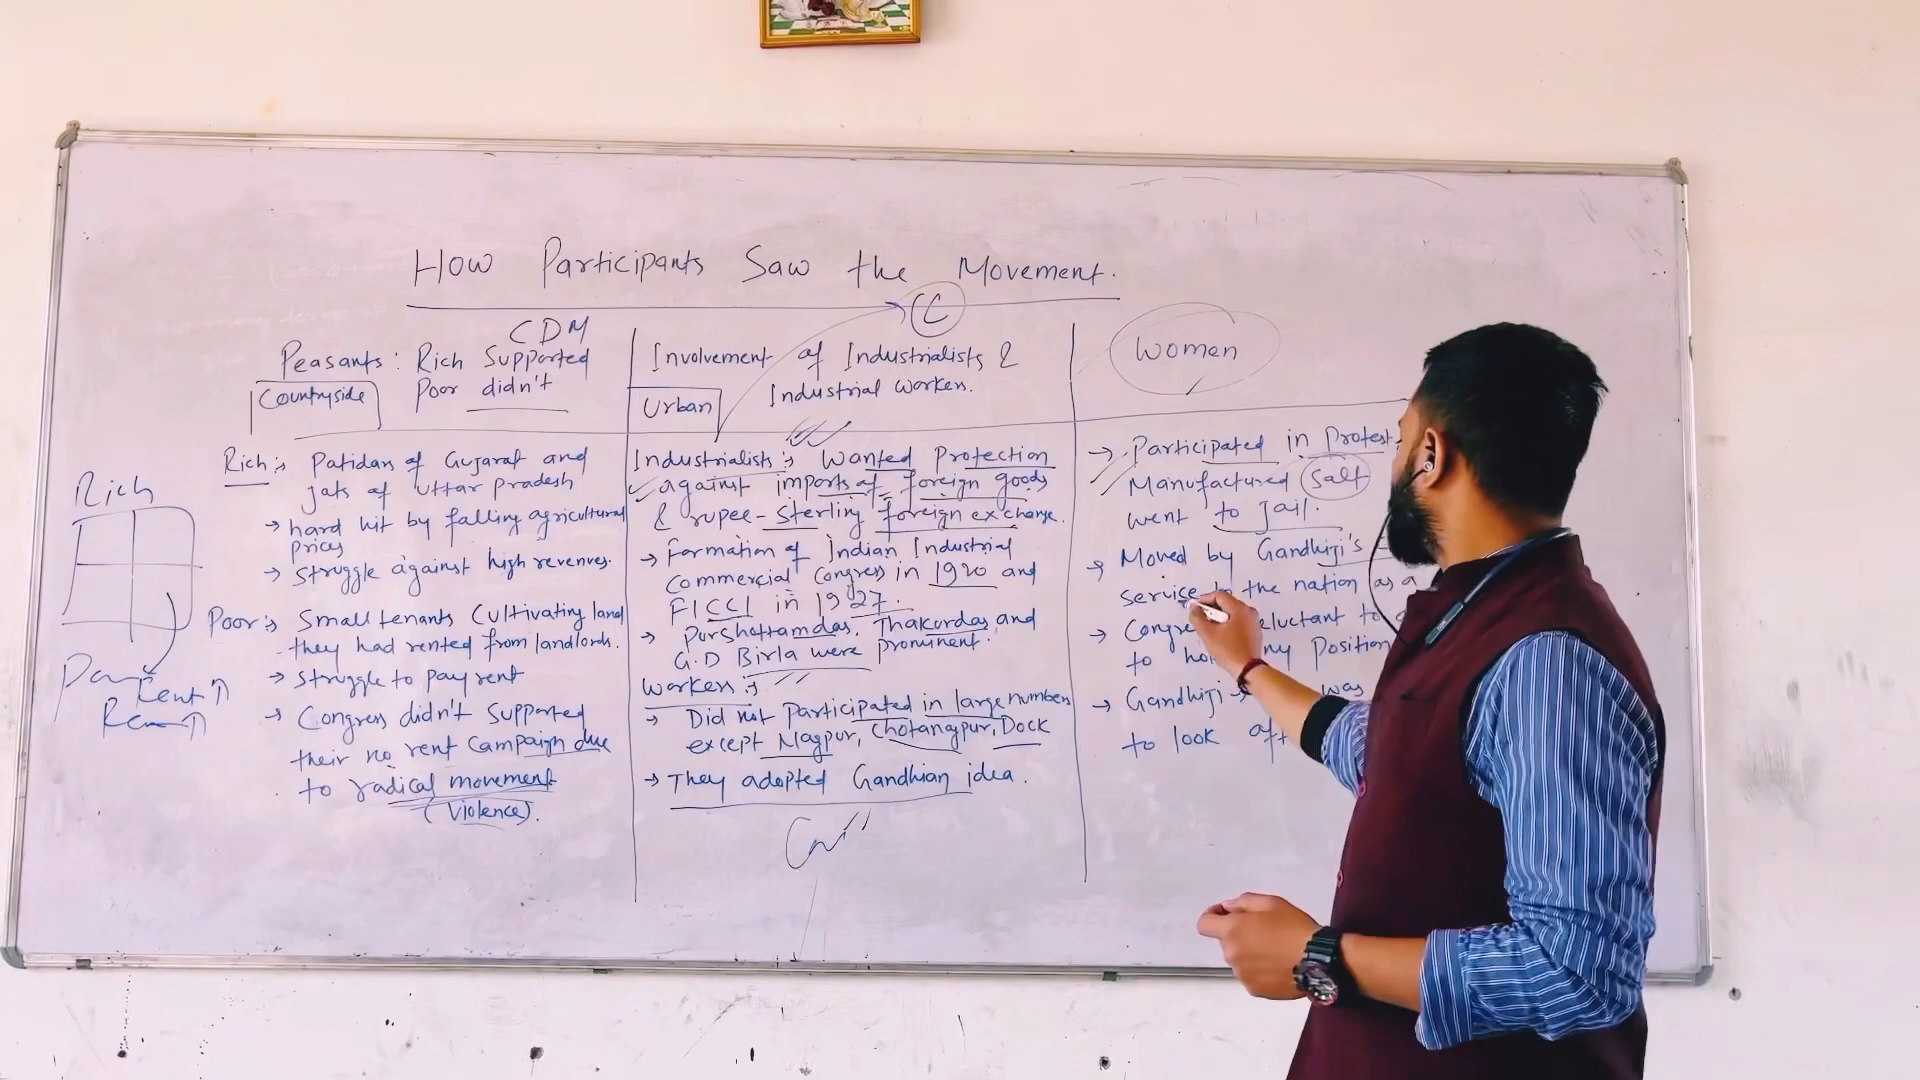 How Participants Saw the Movement.
C
CDM
Peasants: Rich Supported
Poor didn't
Countryside
Rich:
Patidars of Gujarat and
Jats of Uttar Pradesh
→ hard hit by falling agricultural
prices
→ Struggle against high revenues.
Poor:
Small tenants Cultivating land
they had rented from landlords.
→ Struggle to pay rent
→ Congress didn't Supported
their no rent campaign due
to radical movement
(Violence).
Rich
Rent ↑
Involvement of Industrialists &
Industrial Workers.
Urban
Industrialists: Wanted Protection
against imports of foreign goods
& rupee-Sterling foreign exchange.
→ Formation of Indian Industrial
Commercial Congress in 1920 and
FICCI in 1927.
→ Purshottamdas, Thakurdas and
G.D Birla were prominent.
Workers:
→ Did not participated in large numbers
except Nagpur, Chotanagpur, Dock
→ They adopted Gandhian idea.
Women
→ Participated in Protest,
Manufactured Salt
went to Jail.
→ Moved by Gandhiji's
service to the nation as a
→ reluctant to
to Position
→ Gandhiji was
to look